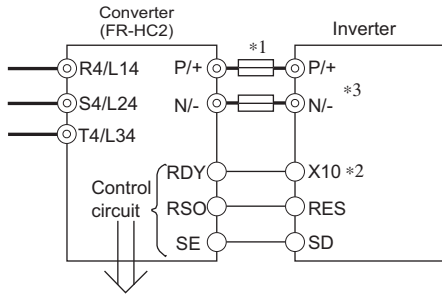 Converter
(FR-HC2)
*1
Inverter
R4/L14
P/+
P/+
S4/L24
N/-
N/-
*3
T4/L34
RDY
X10 *2
Control
circuit
RSO
RES
SE
SD